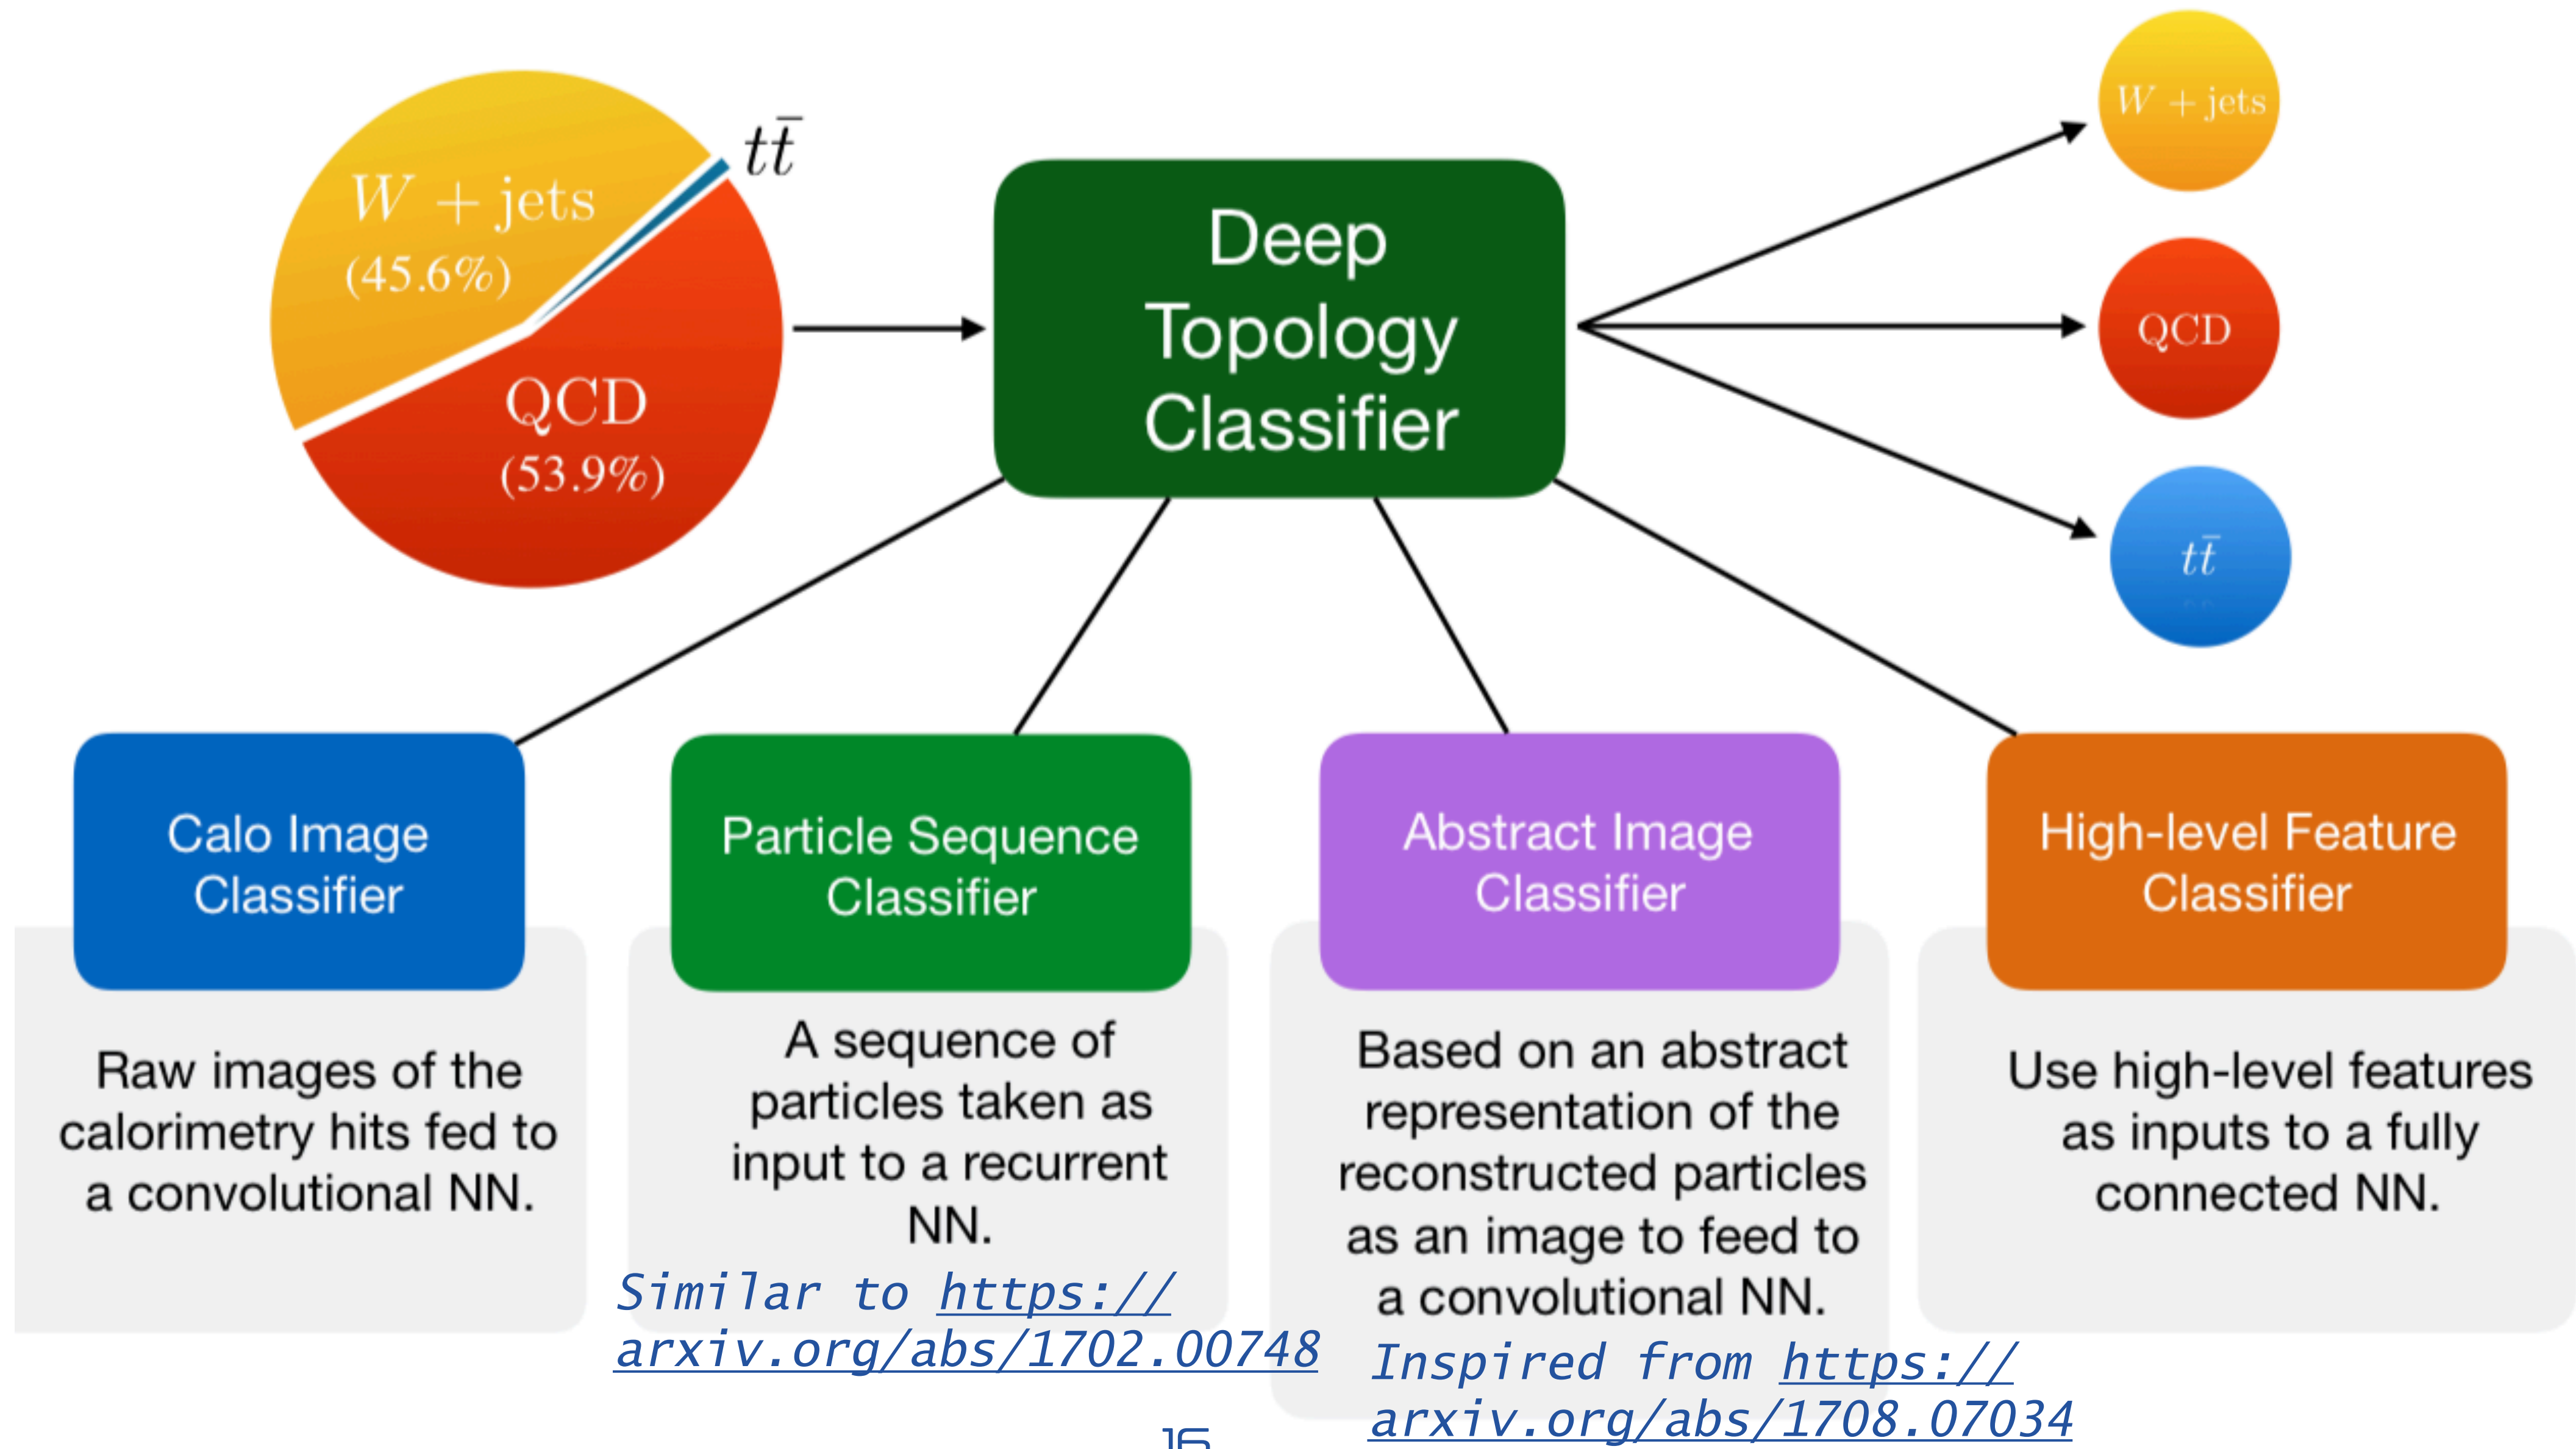 W + jets
(45.6%)
tt̄
QCD
(53.9%)
Deep
Topology
Classifier
W + jets
QCD
tt̄
Calo Image
Classifier
Raw images of the
calorimetry hits fed to
a convolutional NN.
Particle Sequence
Classifier
A sequence of
particles taken as
input to a recurrent
NN.
Similar to https://
arxiv.org/abs/1702.00748
Abstract Image
Classifier
Based on an abstract
representation of the
reconstructed particles
as an image to feed to
a convolutional NN.
Inspired from https://
arxiv.org/abs/1708.07034
High-level Feature
Classifier
Use high-level features
as inputs to a fully
connected NN.
16